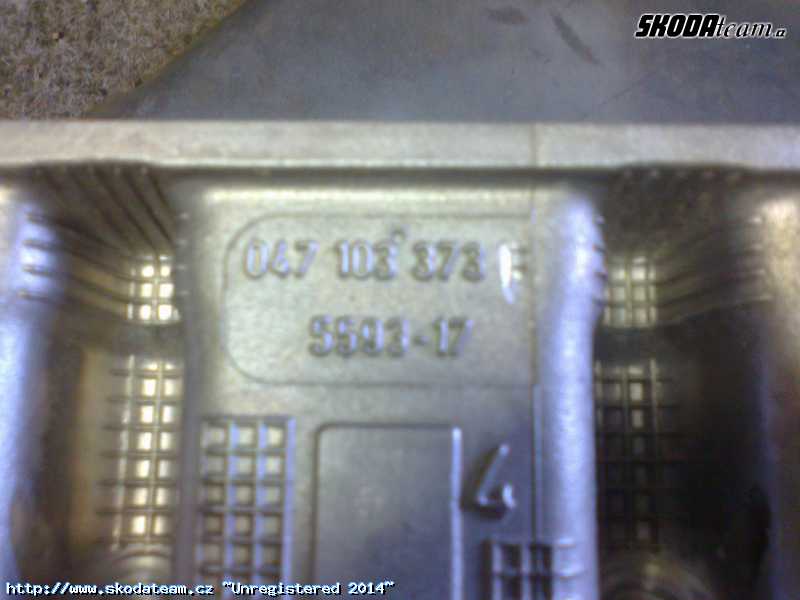 SKODAteam.cz
047 103 373
5593-17
4
http://www.skodateam.cz ~Unregistered 2014~